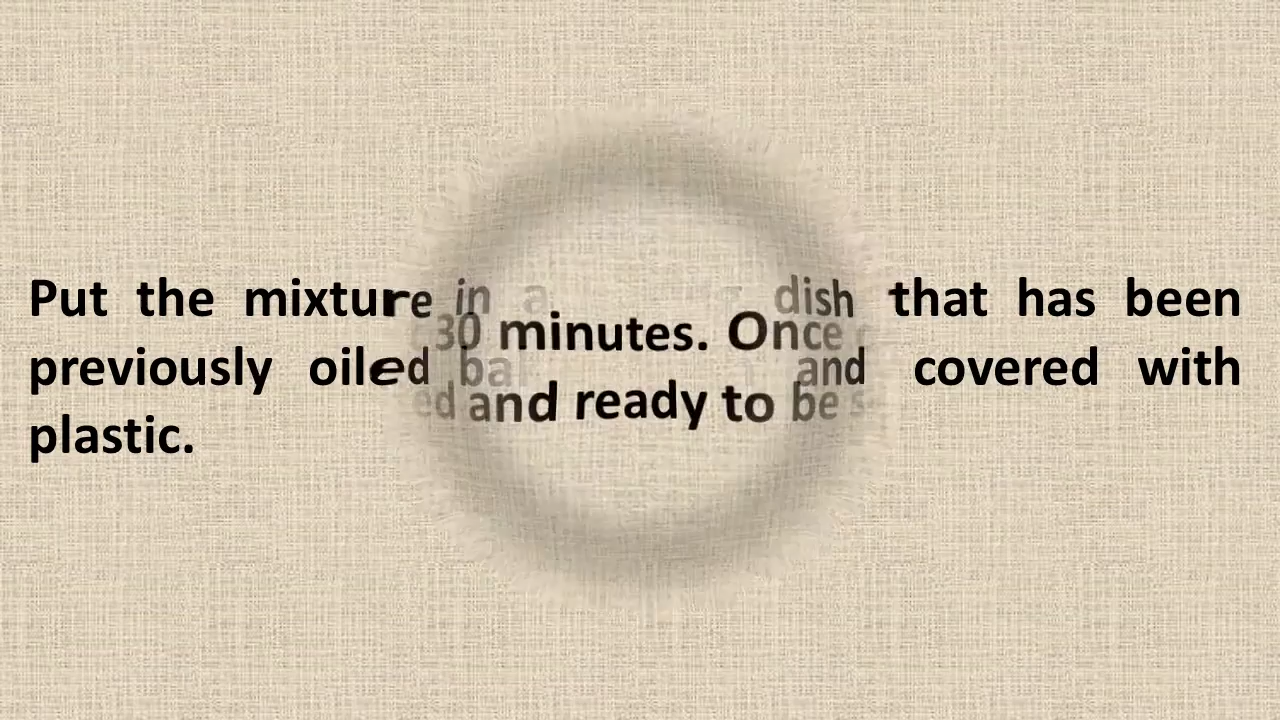 Put the mixture in a dish that has been
30 minutes. Once
previously oiled and covered with
and ready to be
plastic.